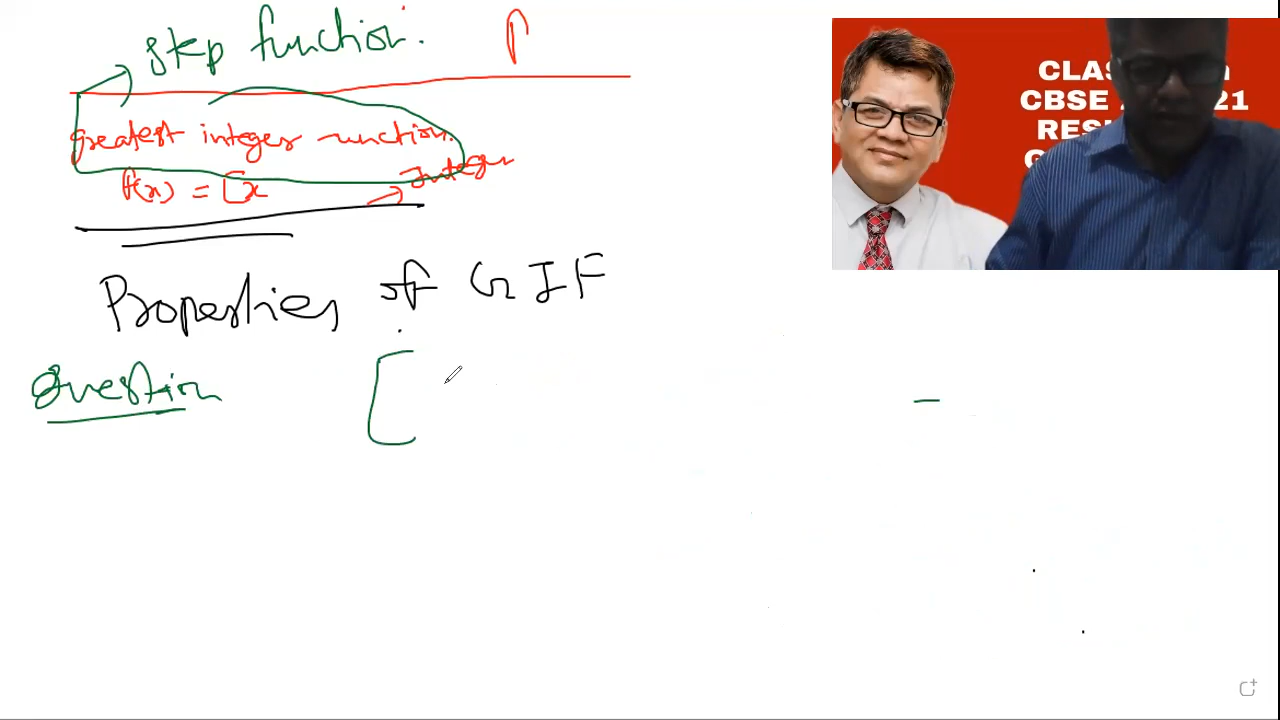 step function.
greatest integer function.
f(x) = [x
Integer
Properties of GIF
Question [
CLAS
CBSE 21
RES
G